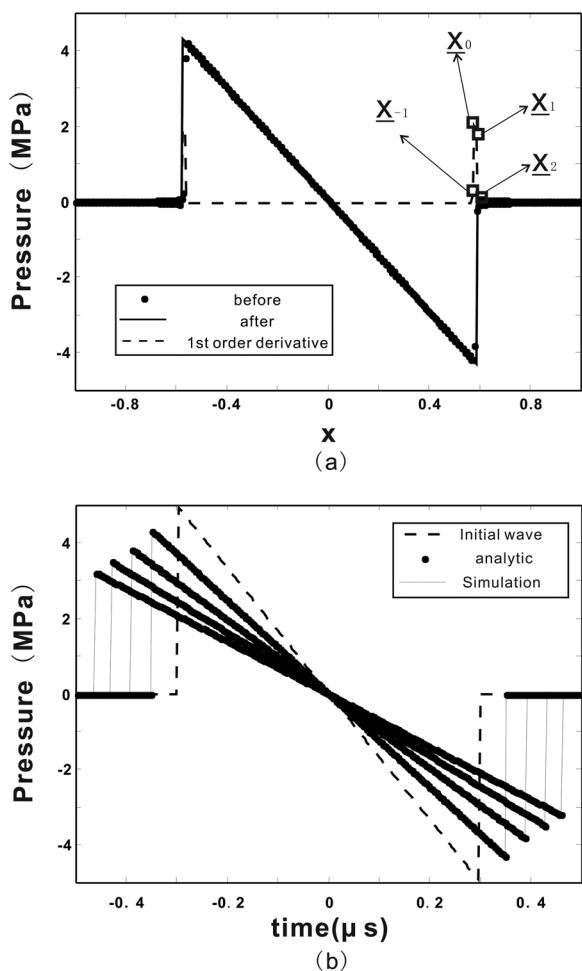 4
2
0
-2
-4
Pressure (MPa)
X0
X-1
X1
X2
before
after
1st order derivative
-0.8
-0.4
0
0.4
0.8
x
(a)
4
2
0
-2
-4
Pressure (MPa)
Initial wave
analytic
Simulation
-0.4
-0.2
0
0.2
0.4
time(μs)
(b)